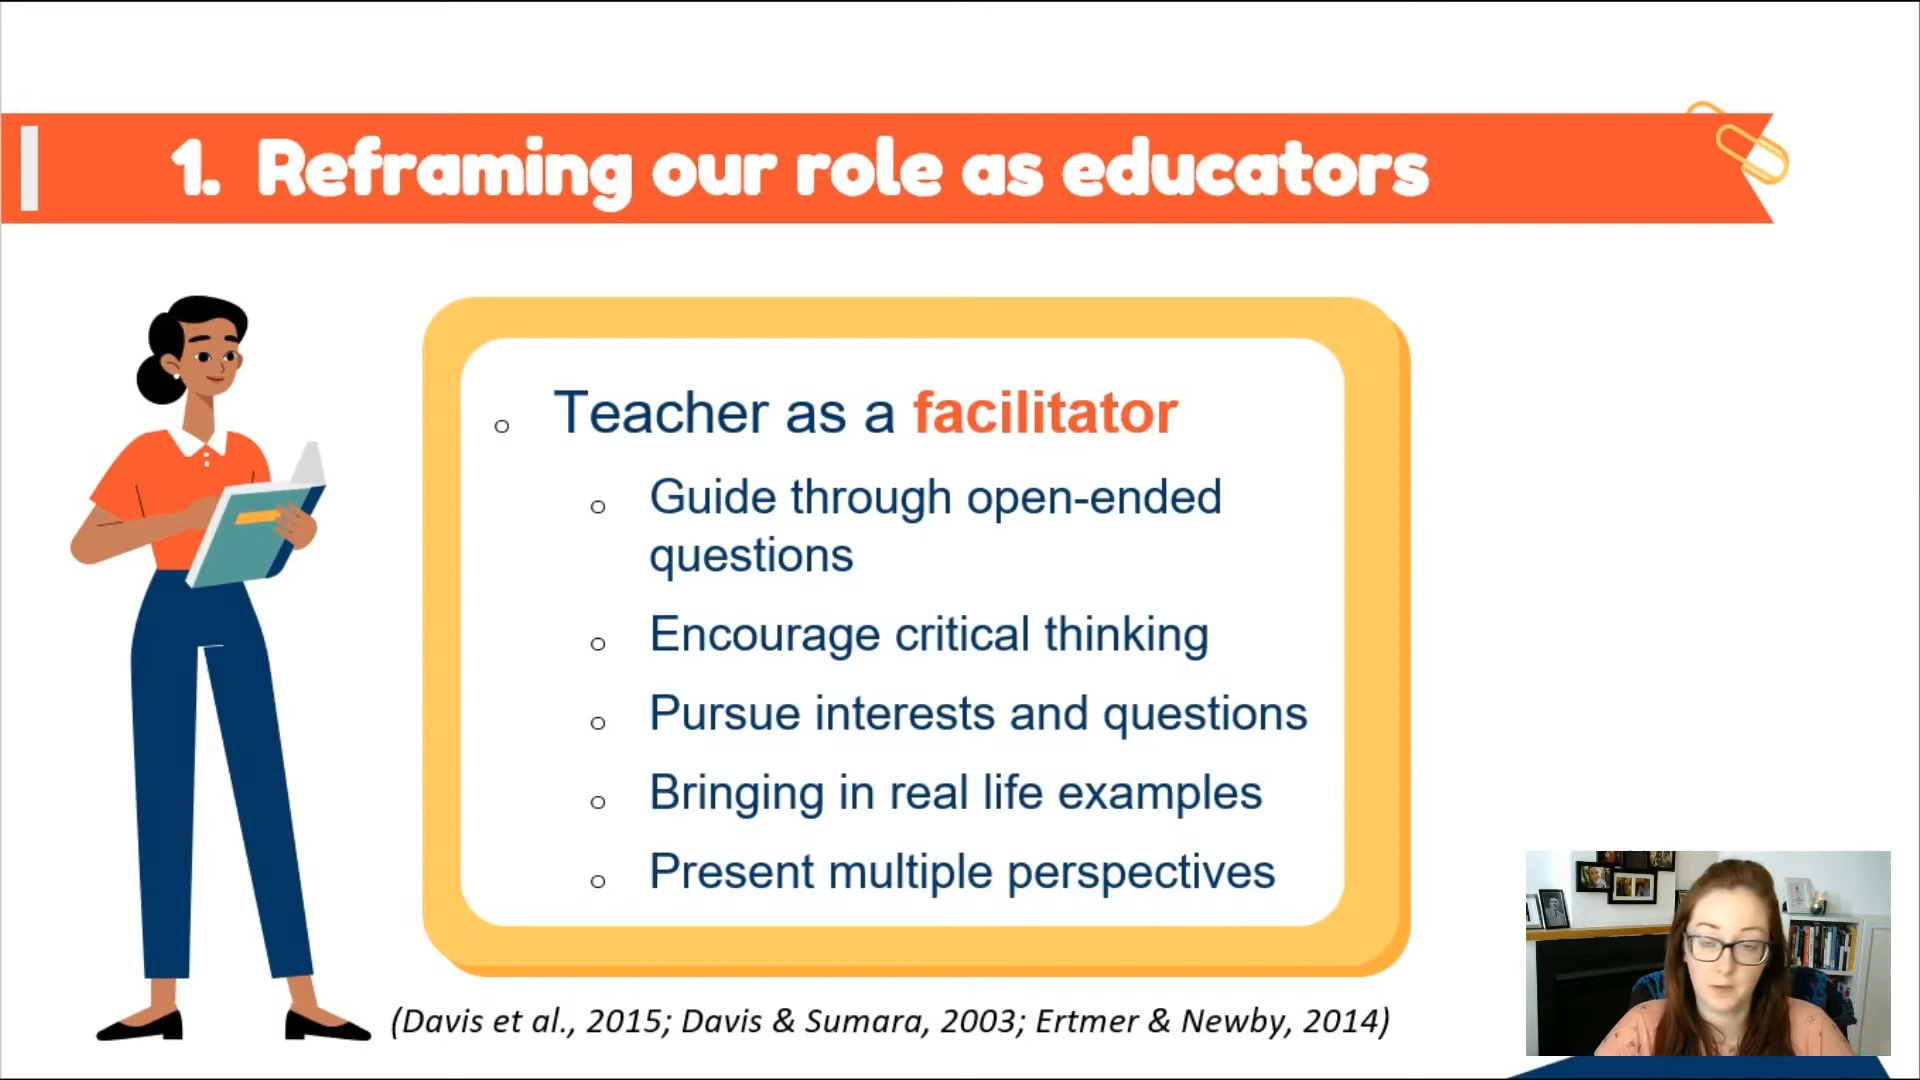 1. Reframing our role as educators
Teacher as a facilitator
Guide through open-ended
questions
Encourage critical thinking
Pursue interests and questions
Bringing in real life examples
Present multiple perspectives
(Davis et al., 2015; Davis & Sumara, 2003; Ertmer & Newby, 2014)